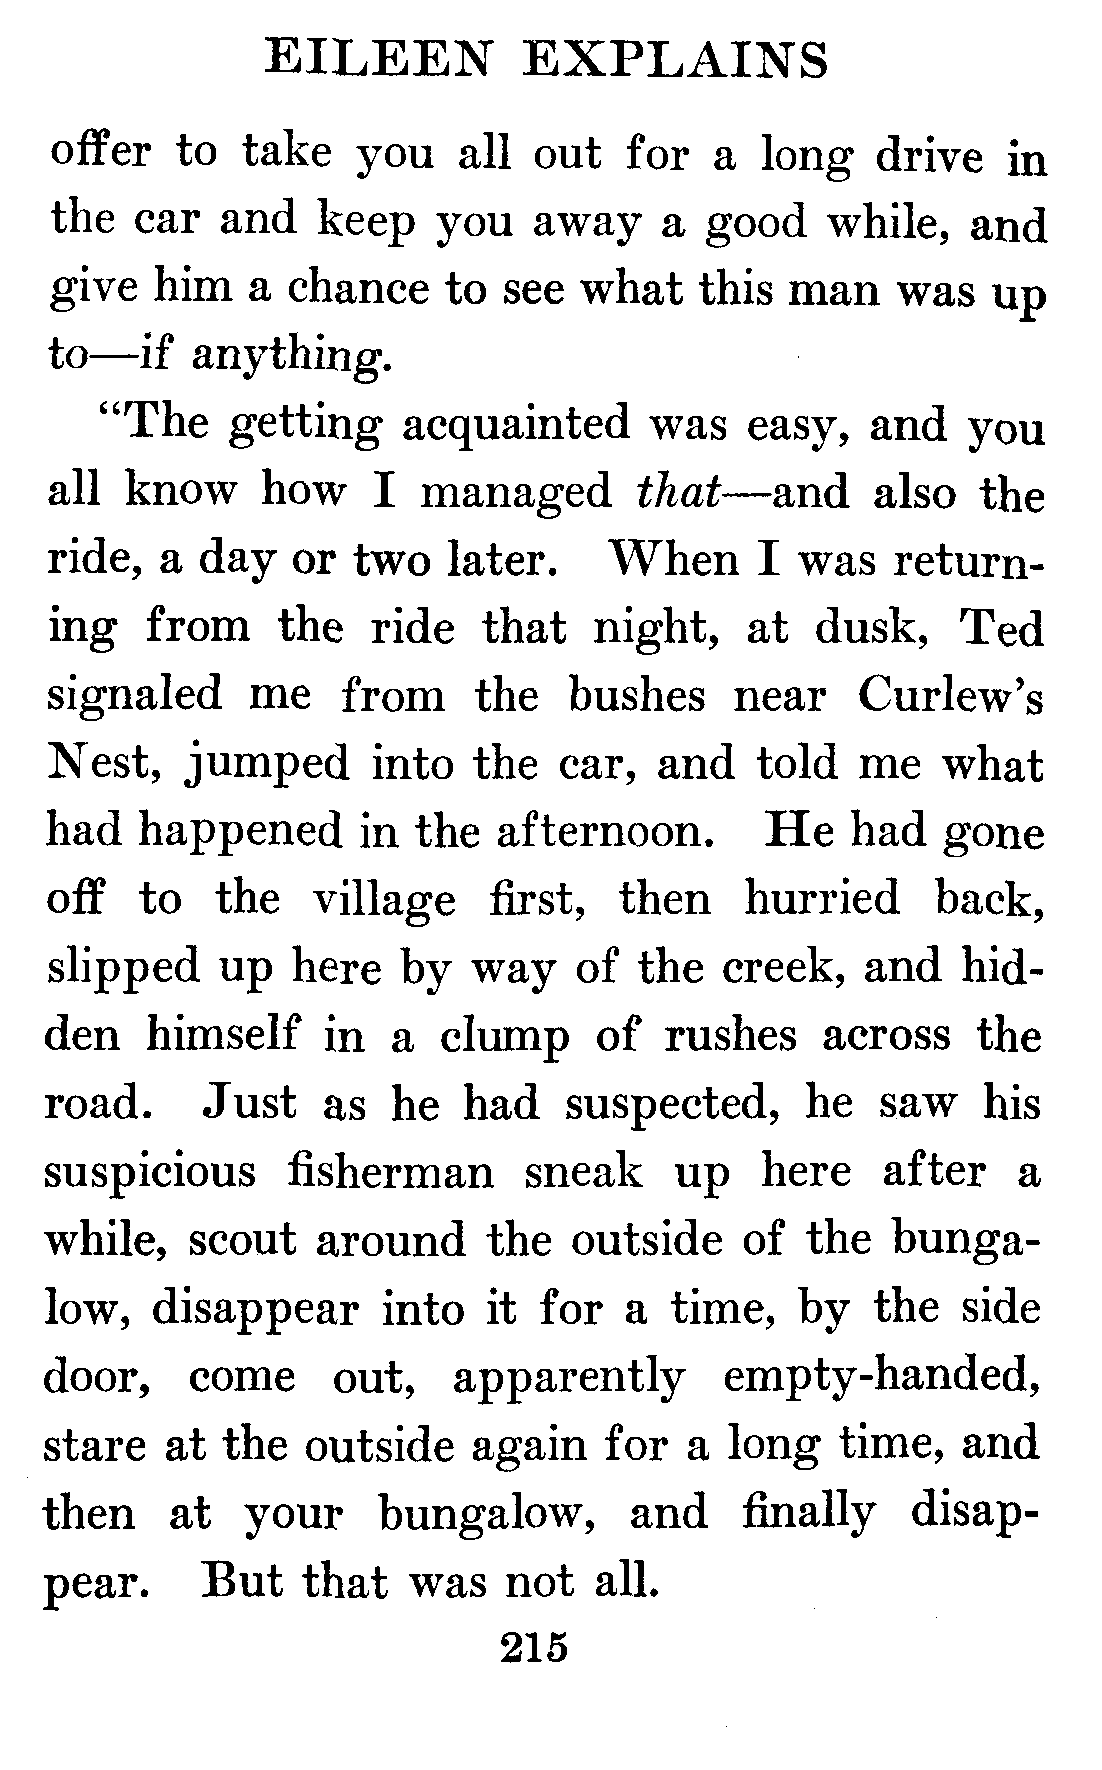 EILEEN EXPLAINS
offer to take you all out for a long drive in
the car and keep you away a good while, and
give him a chance to see what this man was up
to—if anything.
“The getting acquainted was easy, and you
all know how I managed that—and also the
ride, a day or two later. When I was return-
ing from the ride that night, at dusk, Ted
signaled me from the bushes near Curlew’s
Nest, jumped into the car, and told me what
had happened in the afternoon. He had gone
off to the village first, then hurried back,
slipped up here by way of the creek, and hid-
den himself in a clump of rushes across the
road. Just as he had suspected, he saw his
suspicious fisherman sneak up here after a
while, scout around the outside of the bunga-
low, disappear into it for a time, by the side
door, come out, apparently empty-handed,
stare at the outside again for a long time, and
then at your bungalow, and finally disap-
pear. But that was not all.
215